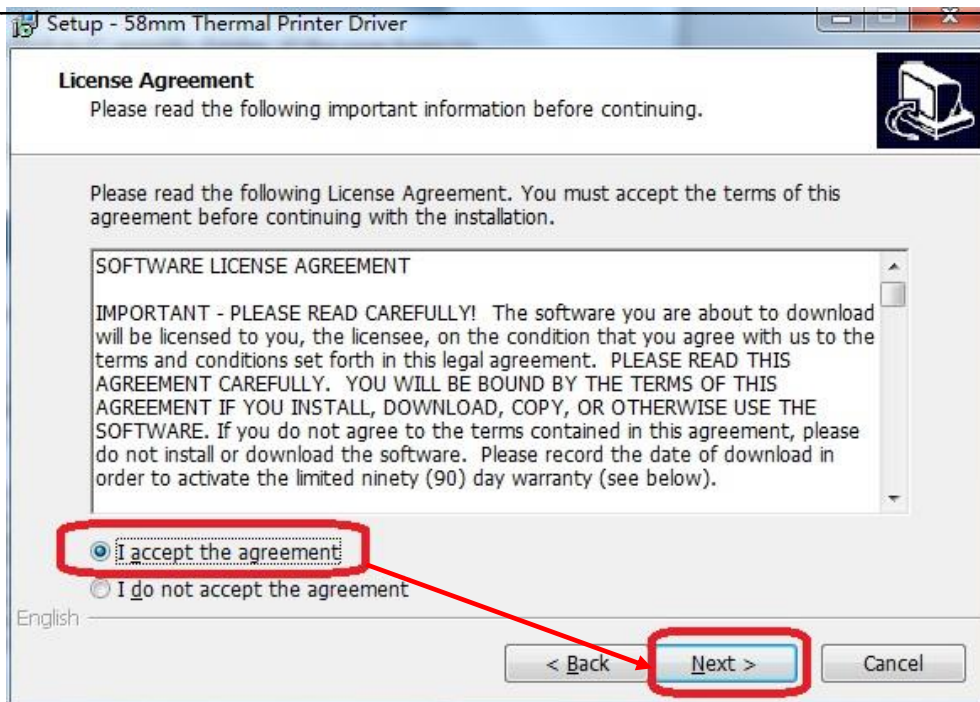 Setup - 58mm Thermal Printer Driver
License Agreement
Please read the following important information before continuing.
Please read the following License Agreement. You must accept the terms of this
agreement before continuing with the installation.
SOFTWARE LICENSE AGREEMENT
IMPORTANT - PLEASE READ CAREFULLY!  The software you are about to download
will be licensed to you, the licensee, on the condition that you agree with us to the
terms and conditions set forth in this legal agreement.  PLEASE READ THIS
AGREEMENT CAREFULLY.  YOU WILL BE BOUND BY THE TERMS OF THIS
AGREEMENT IF YOU INSTALL, DOWNLOAD, COPY, OR OTHERWISE USE THE
SOFTWARE. If you do not agree to the terms contained in this agreement, please
do not install or download the software.  Please record the date of download in
order to activate the limited ninety (90) day warranty (see below).
I accept the agreement
I do not accept the agreement
English
< Back
Next >
Cancel